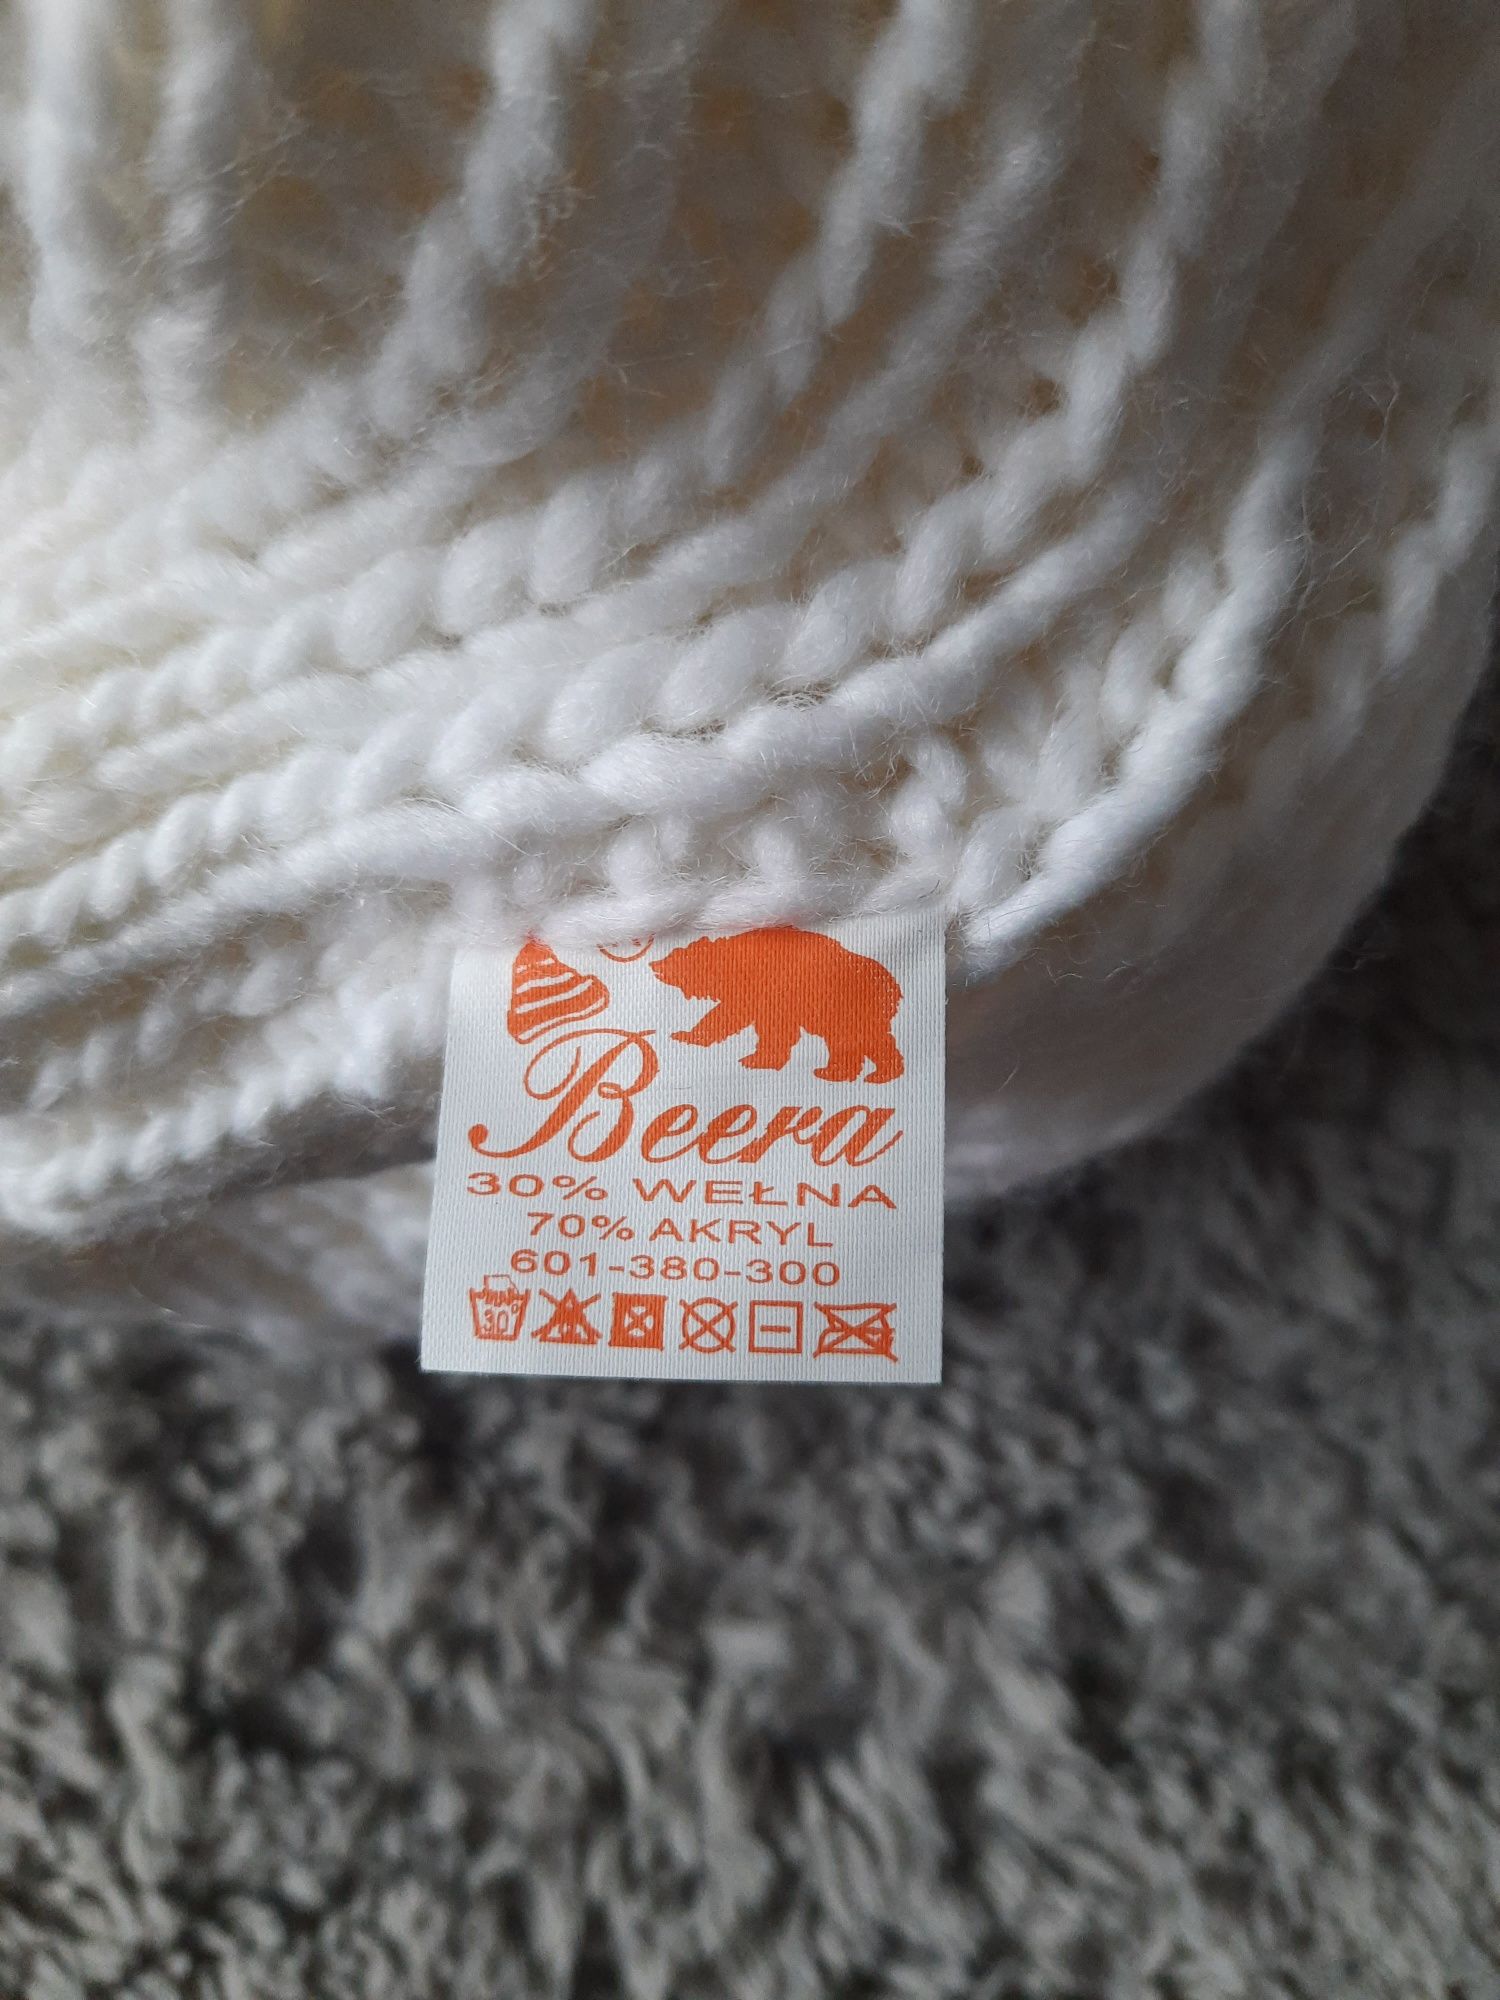 Beera
30% WEŁNA
70% AKRYL
601-380-300
30°